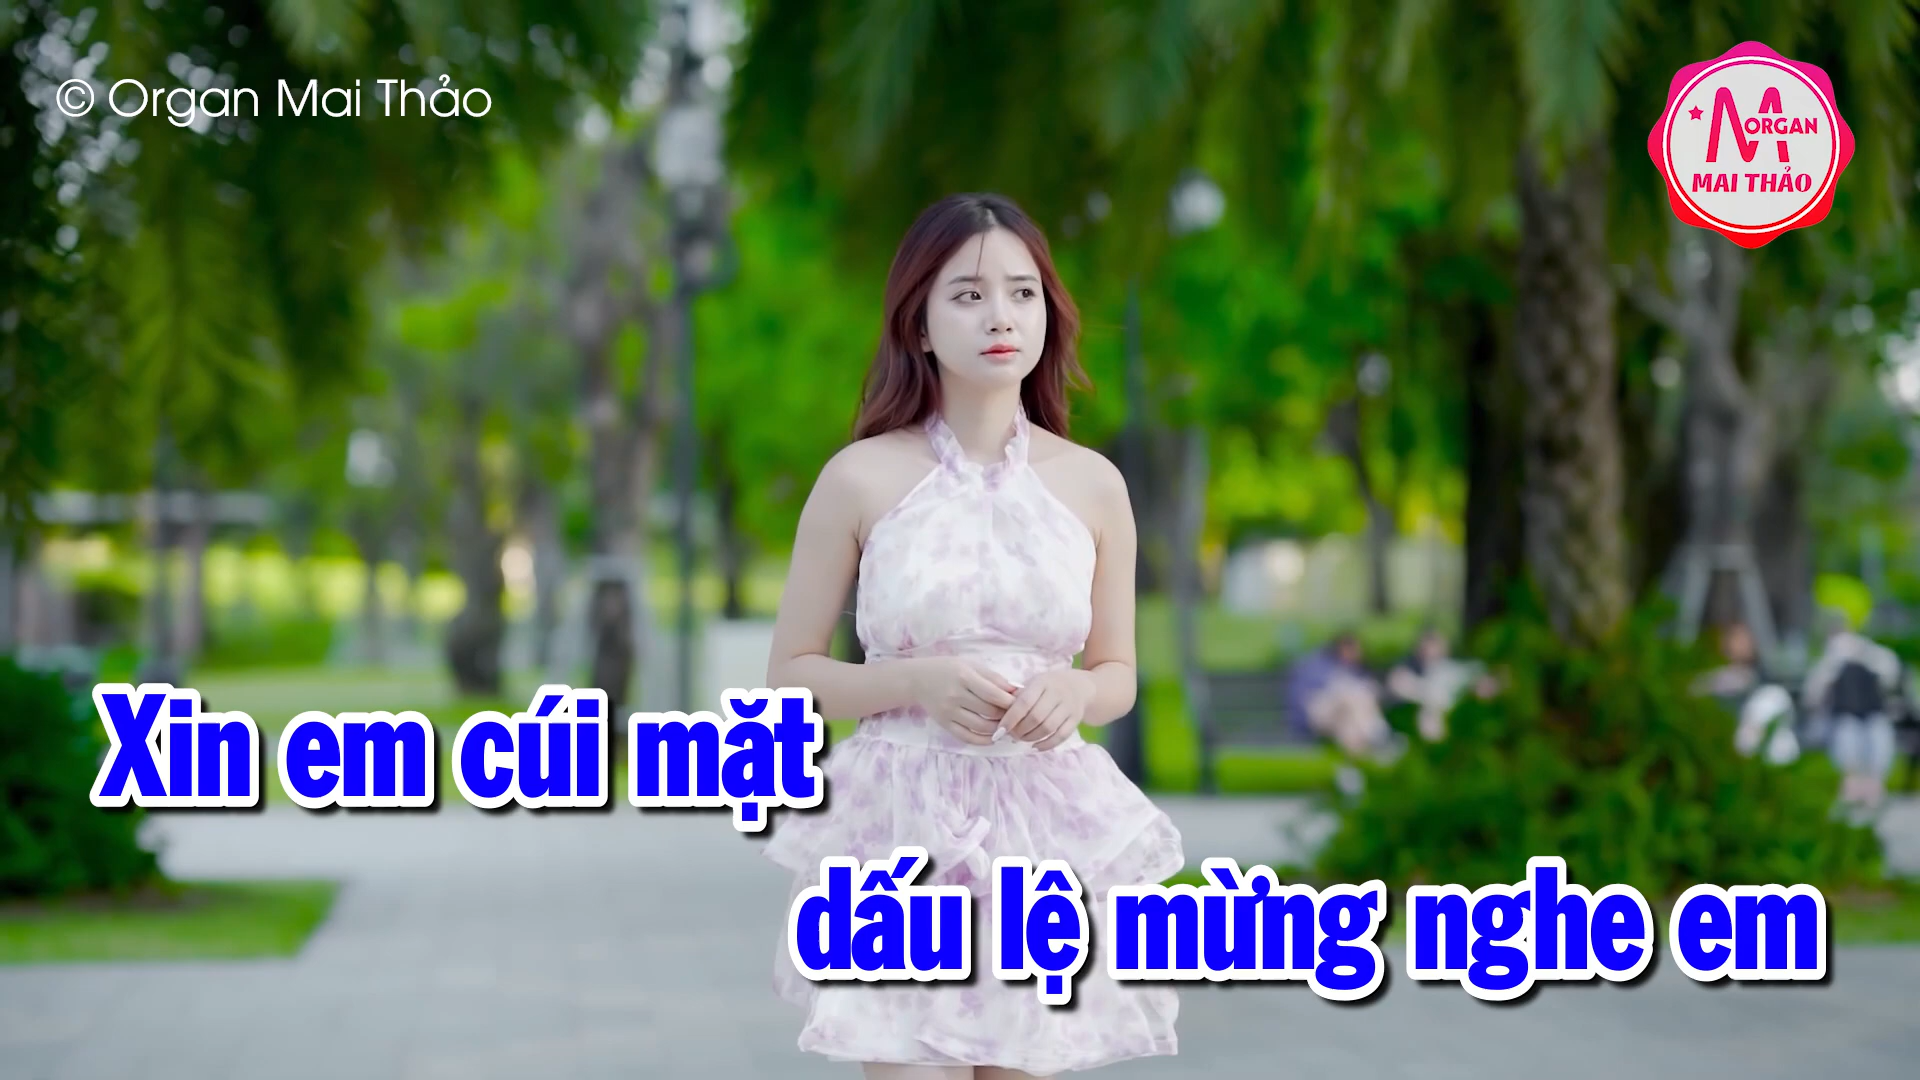 © Organ Mai Thảo
ORGAN
MAI THẢO
Xin em cúi mặt
dấu lệ mừng nghe em